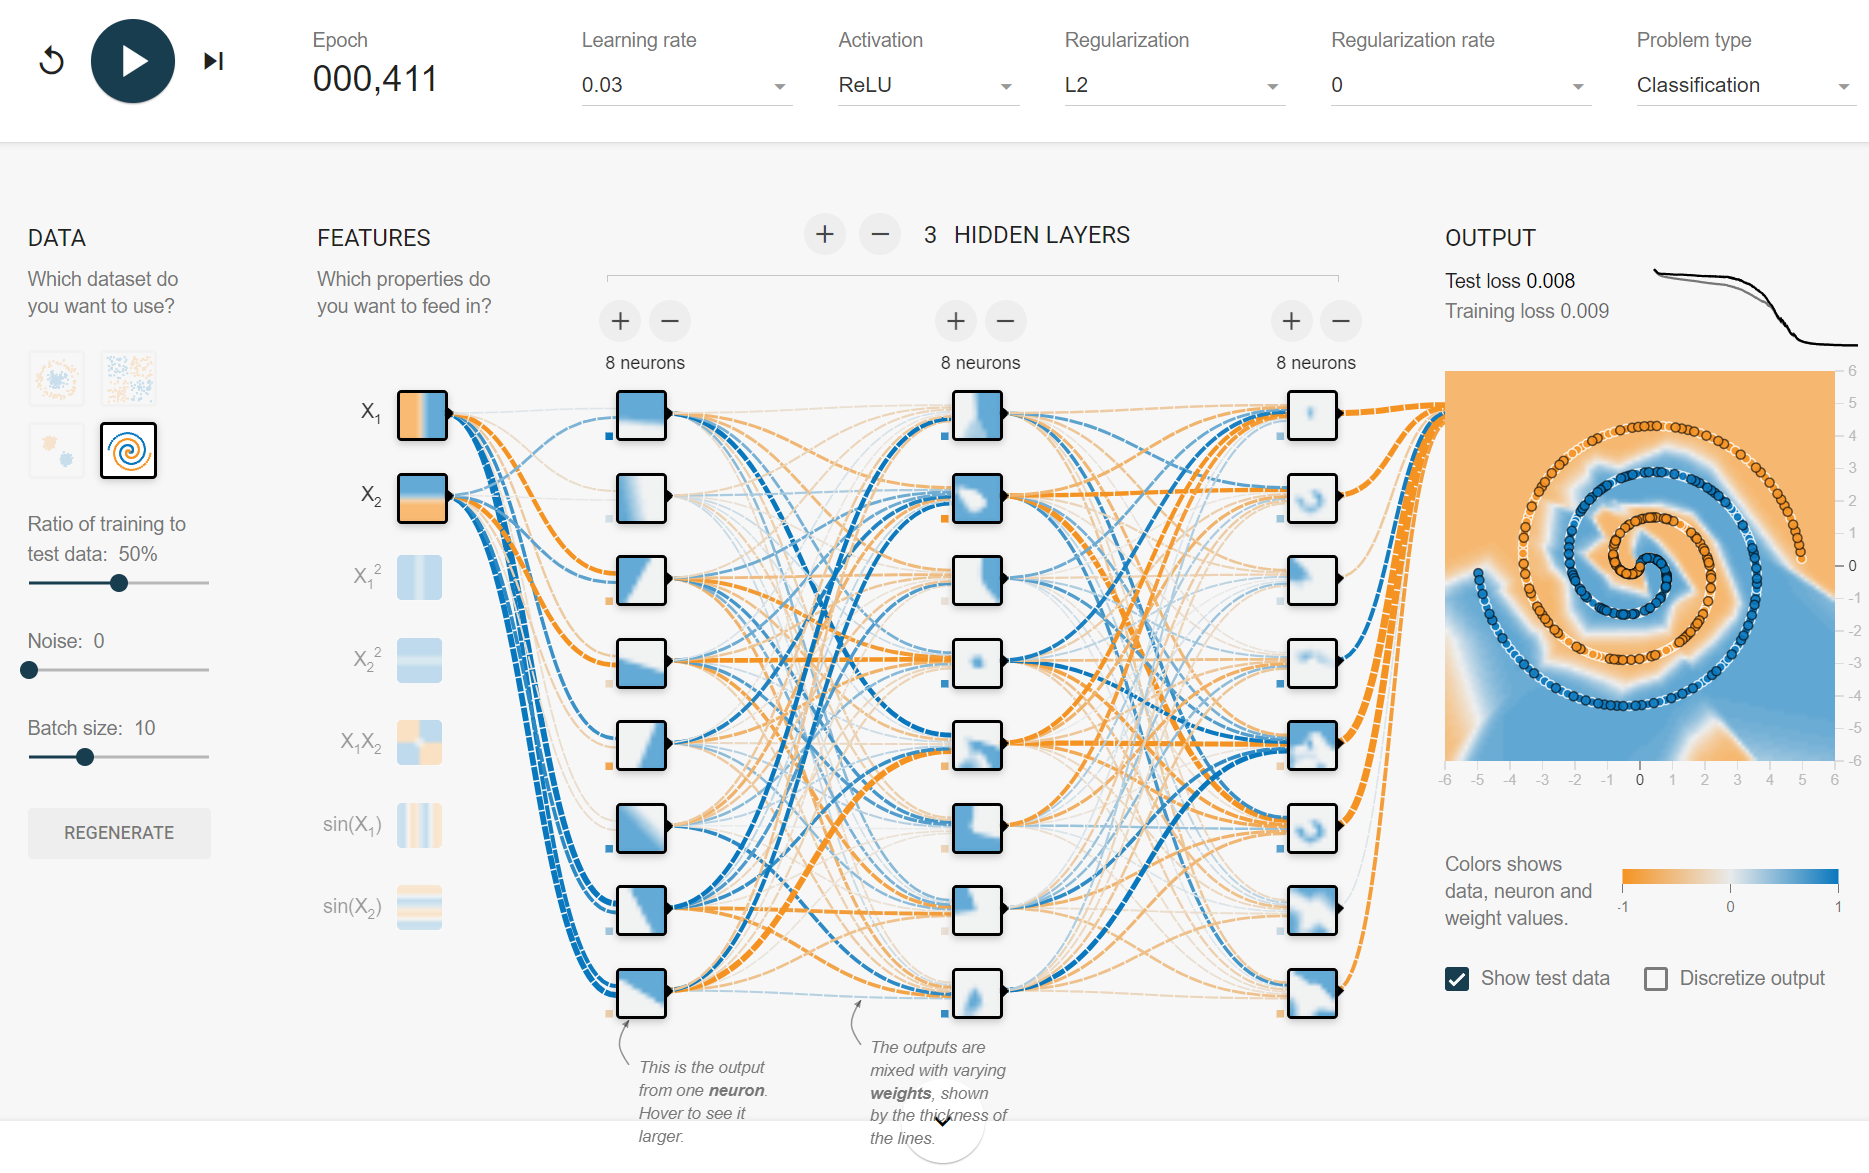 Epoch
000,411
Learning rate
0.03
Activation
ReLU
Regularization
L2
Regularization rate
0
Problem type
Classification
DATA
Which dataset do
you want to use?
Ratio of training to
test data: 50%
Noise: 0
Batch size: 10
REGENERATE
FEATURES
Which properties do
you want to feed in?
X1
X2
X1²
X2²
X1X2
sin(X1)
sin(X2)
+ − 3 HIDDEN LAYERS
+ −
8 neurons
+ −
8 neurons
+ −
8 neurons
This is the output
from one neuron.
Hover to see it
larger.
The outputs are
mixed with varying
weights, shown
by the thickness of
the lines.
OUTPUT
Test loss 0.008
Training loss 0.009
6
5
4
3
2
1
0
-1
-2
-3
-4
-5
-6
-6 -5 -4 -3 -2 -1 0 1 2 3 4 5 6
Colors shows
data, neuron and
weight values.
-1 0 1
Show test data
Discretize output